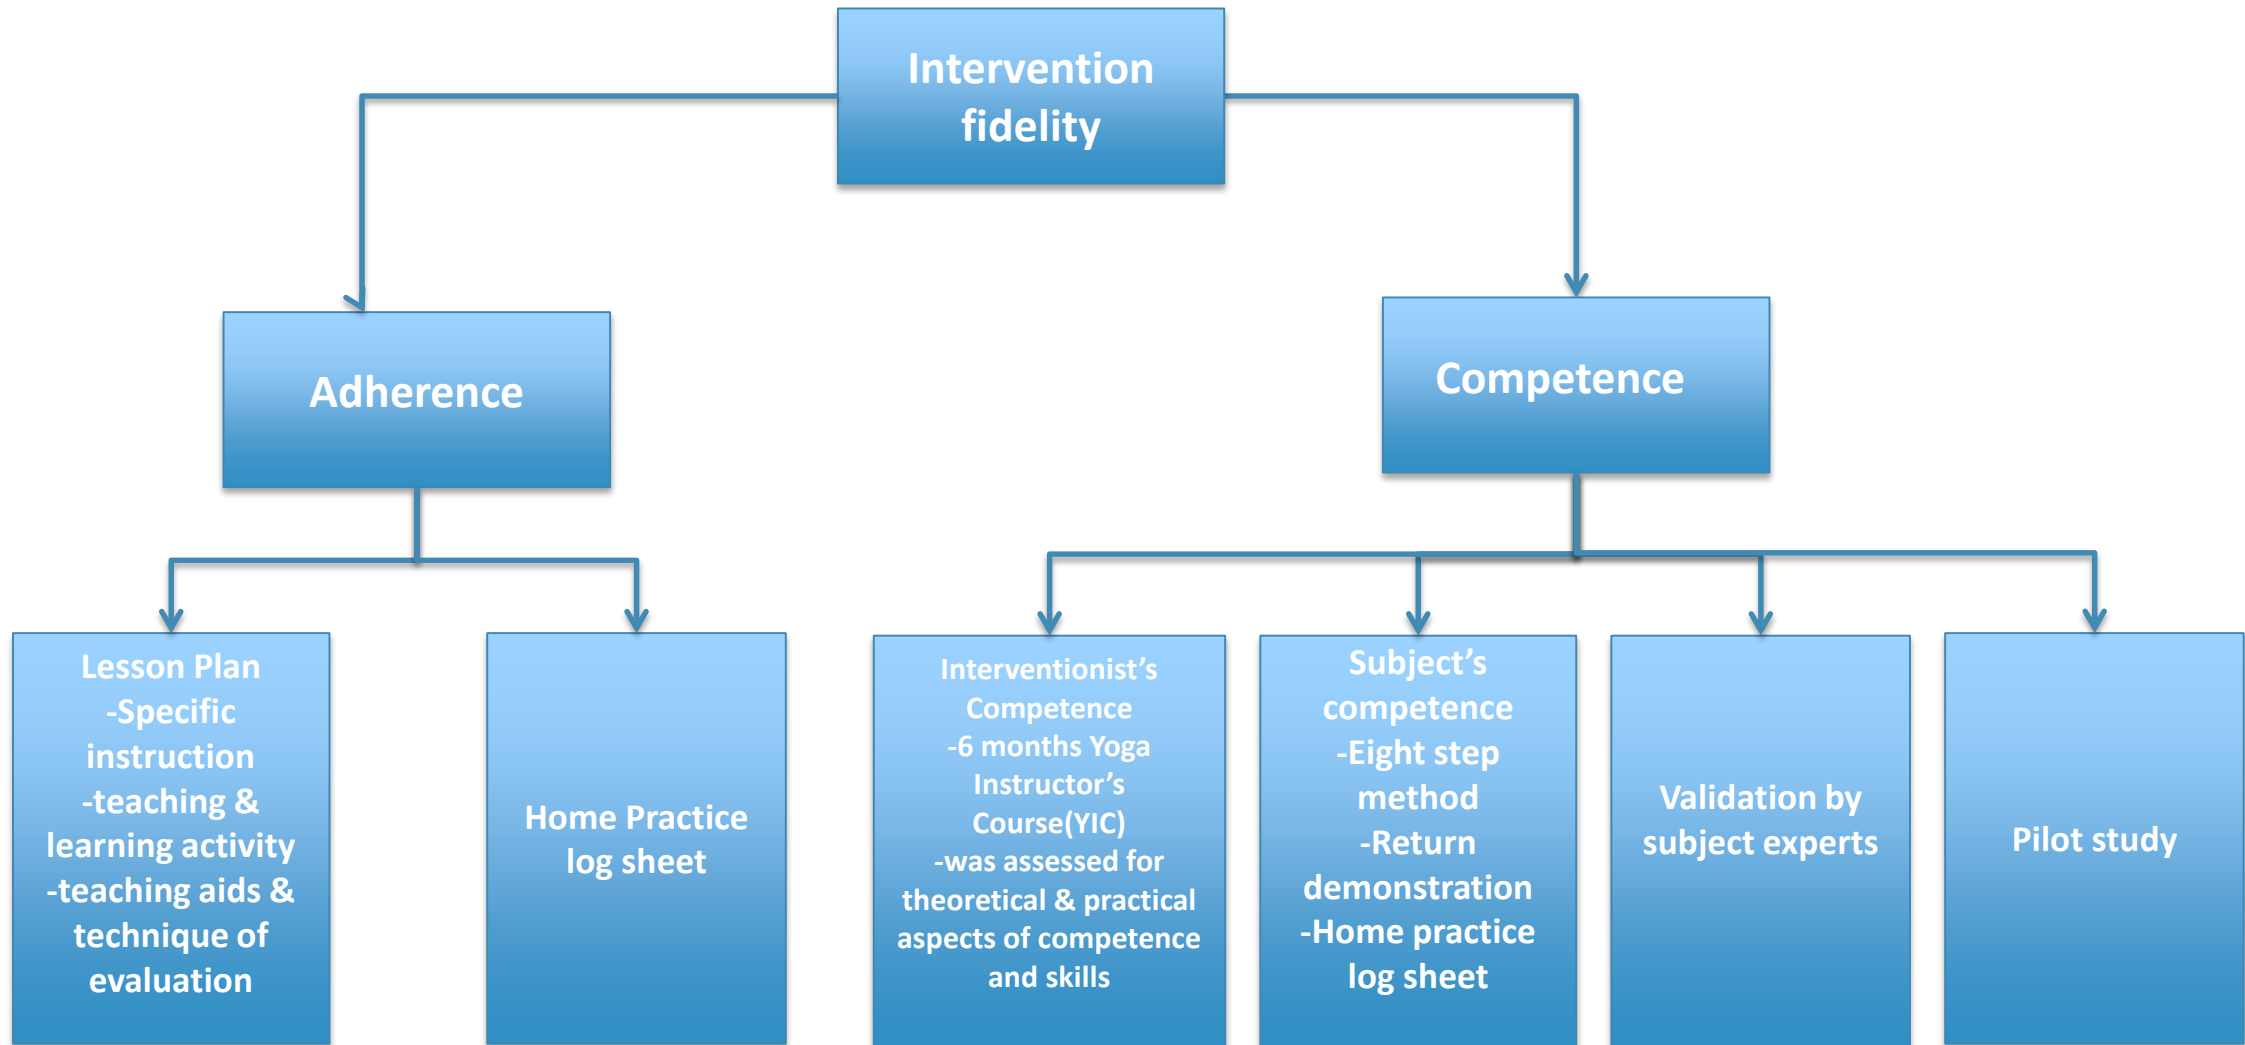 Intervention
fidelity
Adherence
Competence
Lesson Plan
-Specific
instruction
-teaching &
learning activity
-teaching aids &
technique of
evaluation
Home Practice
log sheet
Interventionist’s
Competence
-6 months Yoga
Instructor’s
Course(YIC)
-was assessed for
theoretical & practical
aspects of competence
and skills
Subject’s
competence
-Eight step
method
-Return
demonstration
-Home practice
log sheet
Validation by
subject experts
Pilot study